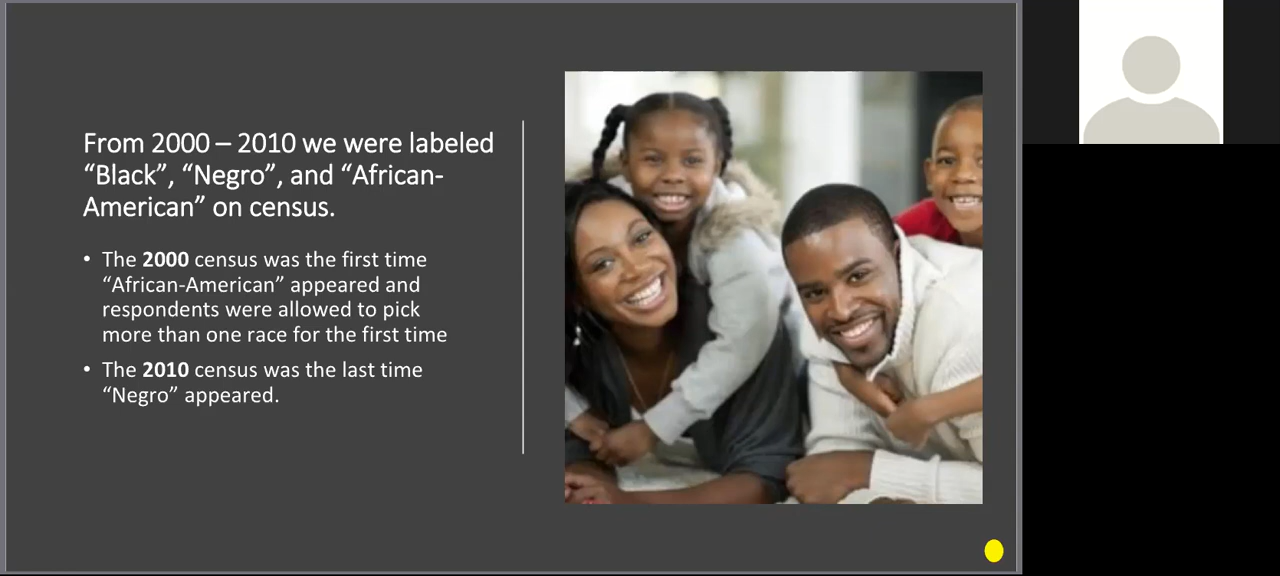 From 2000 – 2010 we were labeled
“Black”, “Negro”, and “African-
American” on census.
• The 2000 census was the first time
“African-American” appeared and
respondents were allowed to pick
more than one race for the first time
• The 2010 census was the last time
“Negro” appeared.